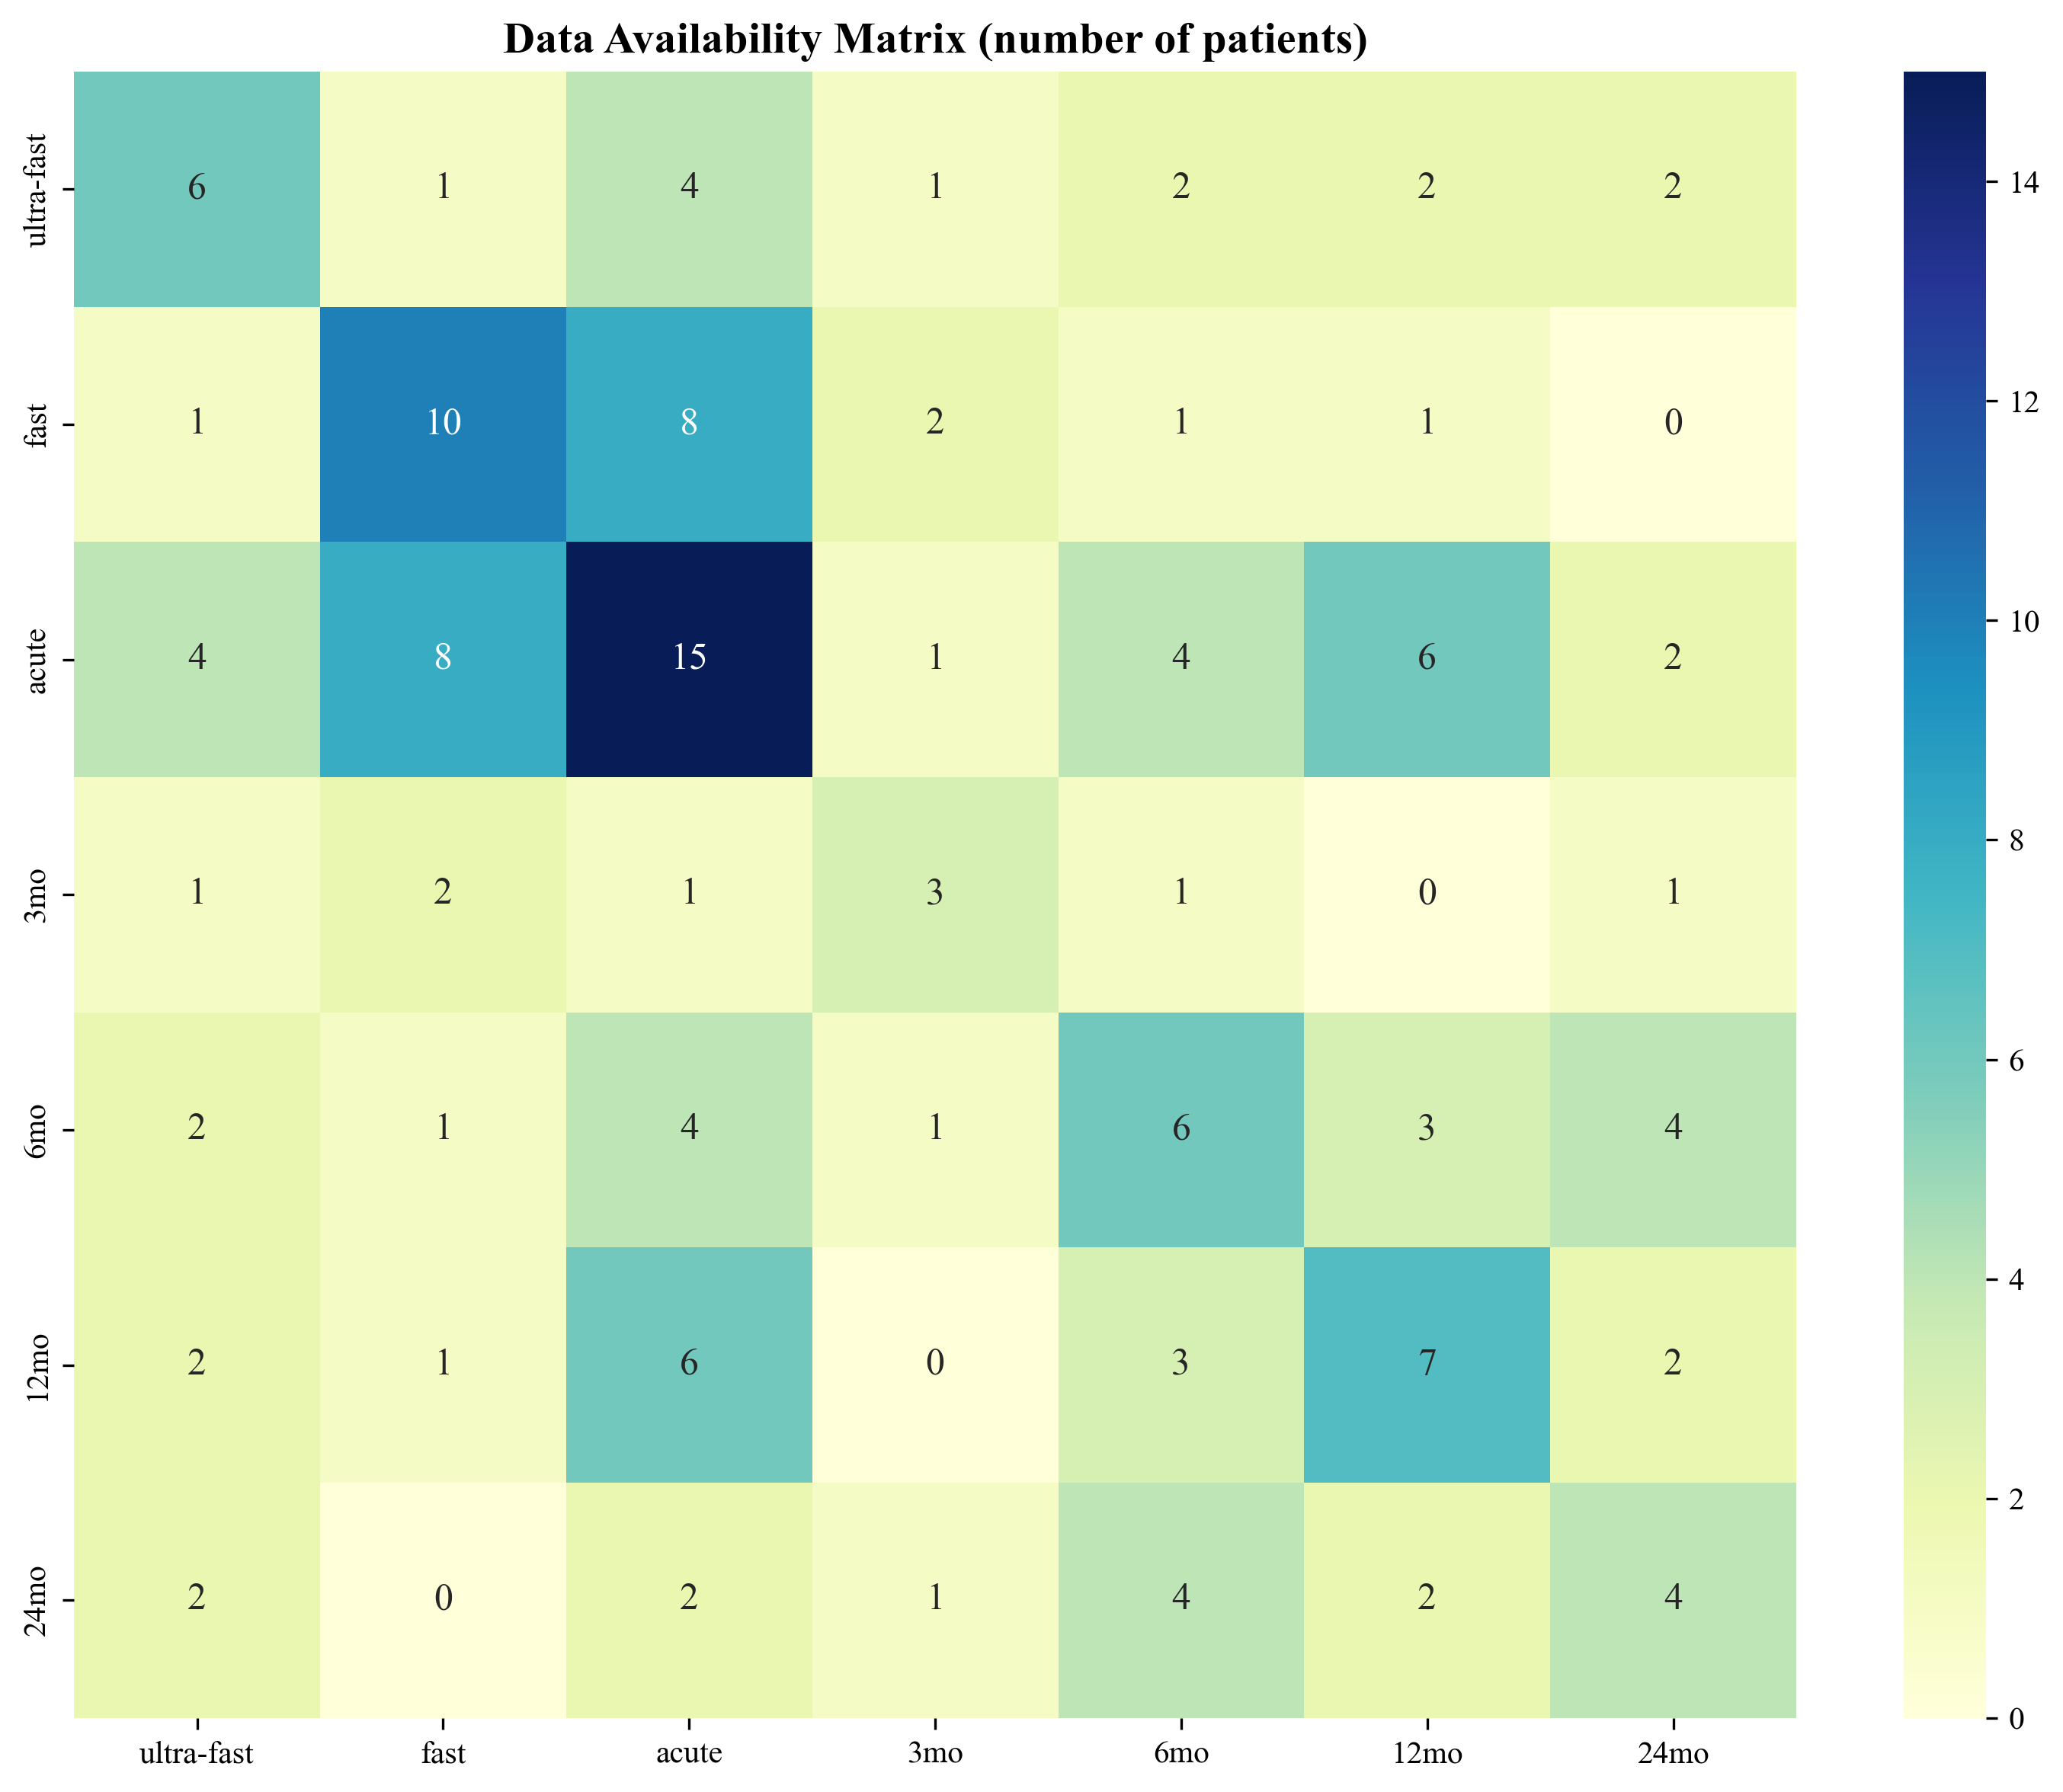 Data Availability Matrix (number of patients)
ultra-fast 6 1 4 1 2 2 2
fast 1 10 8 2 1 1 0
acute 4 8 15 1 4 6 2
3mo 1 2 1 3 1 0 1
6mo 2 1 4 1 6 3 4
12mo 2 1 6 0 3 7 2
24mo 2 0 2 1 4 2 4
ultra-fast fast acute 3mo 6mo 12mo 24mo
14
12
10
8
6
4
2
0